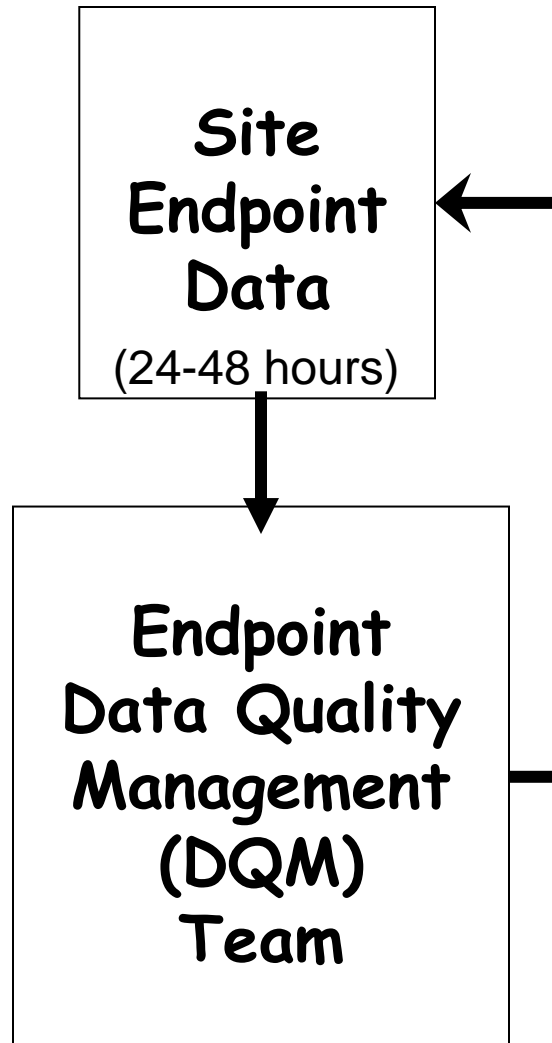 Site
Endpoint
Data
(24-48 hours)
Endpoint
Data Quality
Management
(DQM)
Team